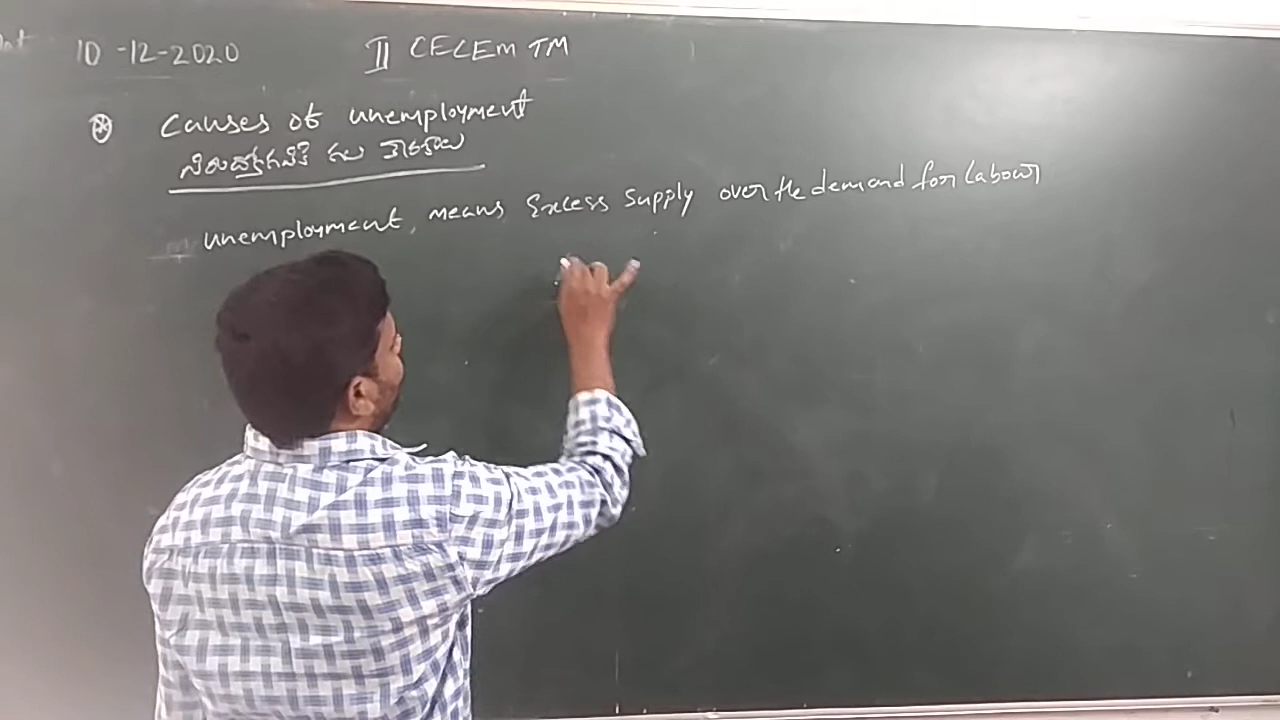 10-12-2020 II CECEM TM
Causes of unemployment
unemployment, means Excess Supply over the demand for Labour